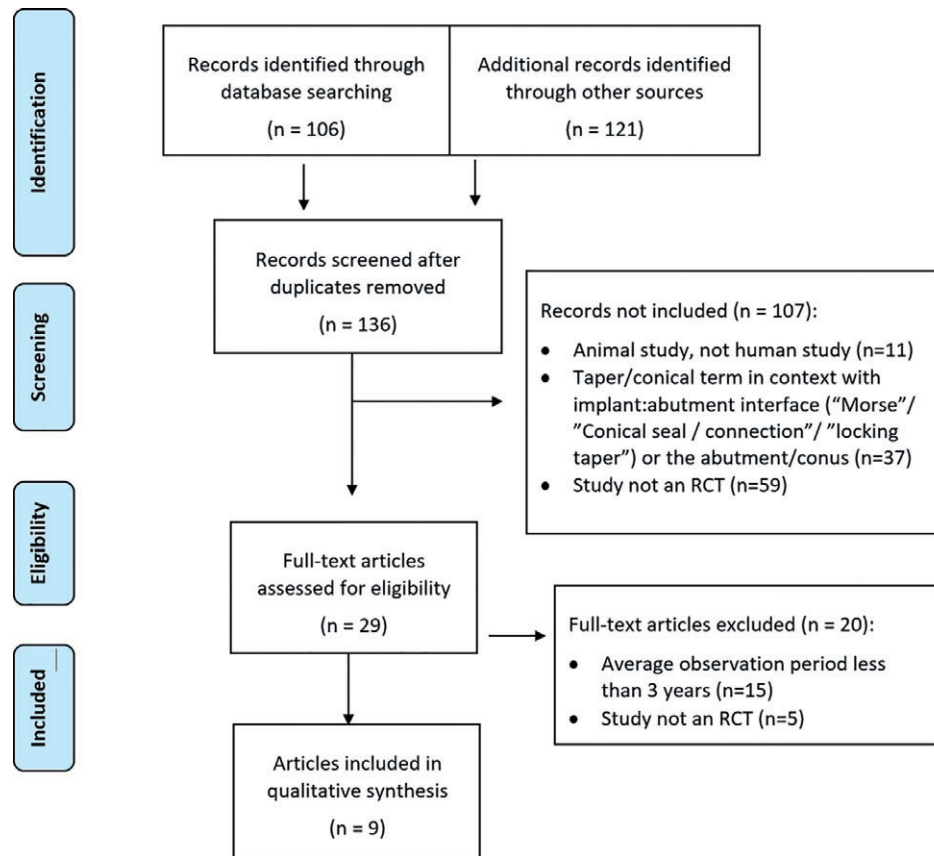 Identification
Records identified through
database searching
(n = 106)
Additional records identified
through other sources
(n = 121)
Screening
Records screened after
duplicates removed
(n = 136)
Records not included (n = 107):
● Animal study, not human study (n=11)
● Taper/conical term in context with
implant:abutment interface (“Morse”/
”Conical seal / connection”/ ”locking
taper”) or the abutment/conus (n=37)
● Study not an RCT (n=59)
Eligibility
Full-text articles
assessed for eligibility
(n = 29)
Full-text articles excluded (n = 20):
● Average observation period less
than 3 years (n=15)
● Study not an RCT (n=5)
Included
Articles included in
qualitative synthesis
(n = 9)